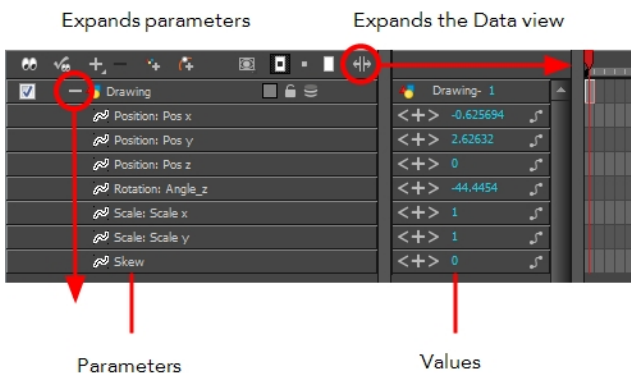 Expands parameters
Expands the Data view
Drawing
Drawing- 1
Position: Pos x
-0.625694
Position: Pos y
2.62632
Position: Pos z
0
Rotation: Angle_z
-44.4454
Scale: Scale x
1
Scale: Scale y
1
Skew
0
Parameters
Values